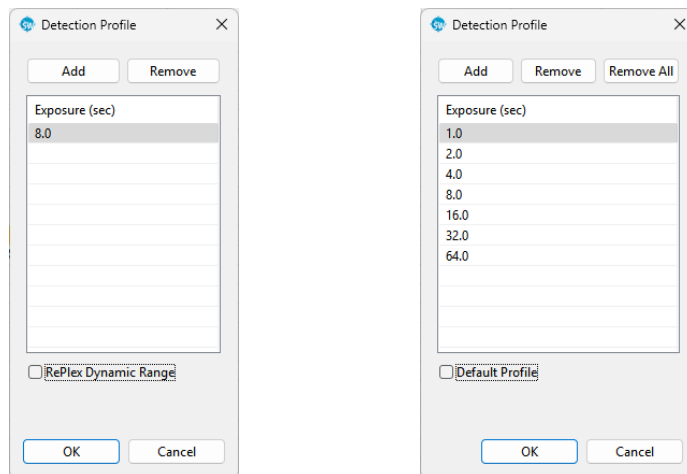 SW Detection Profile
Add Remove
Exposure (sec)
8.0
RePlex Dynamic Range
OK Cancel
SW Detection Profile
Add Remove Remove All
Exposure (sec)
1.0
2.0
4.0
8.0
16.0
32.0
64.0
Default Profile
OK Cancel